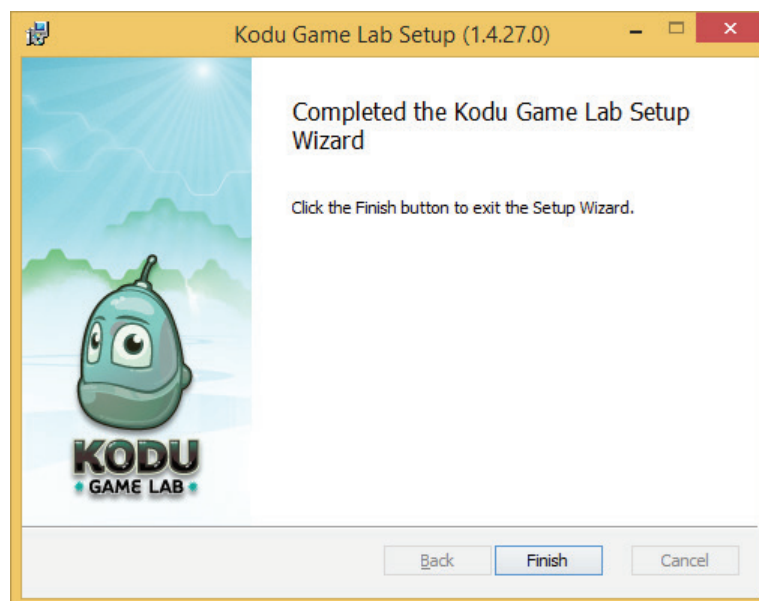 Kodu Game Lab Setup (1.4.27.0)
Completed the Kodu Game Lab Setup
Wizard
Click the Finish button to exit the Setup Wizard.
KODU
GAME LAB
Back
Finish
Cancel